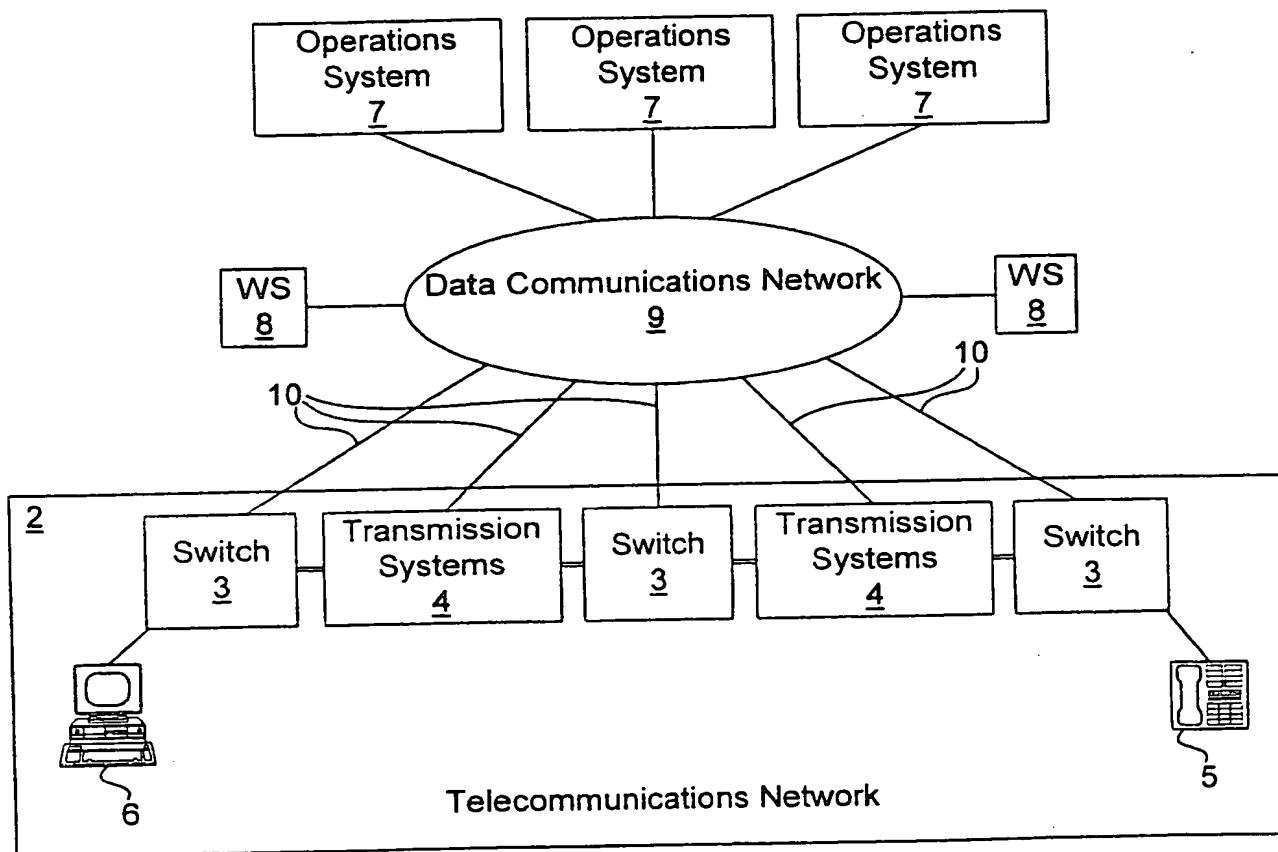 Operations
System
7
Operations
System
7
Operations
System
7
Data Communications Network
9
WS
8
WS
8
10
10
2
Switch
3
Transmission
Systems
4
Switch
3
Transmission
Systems
4
Switch
3
6
5
Telecommunications Network